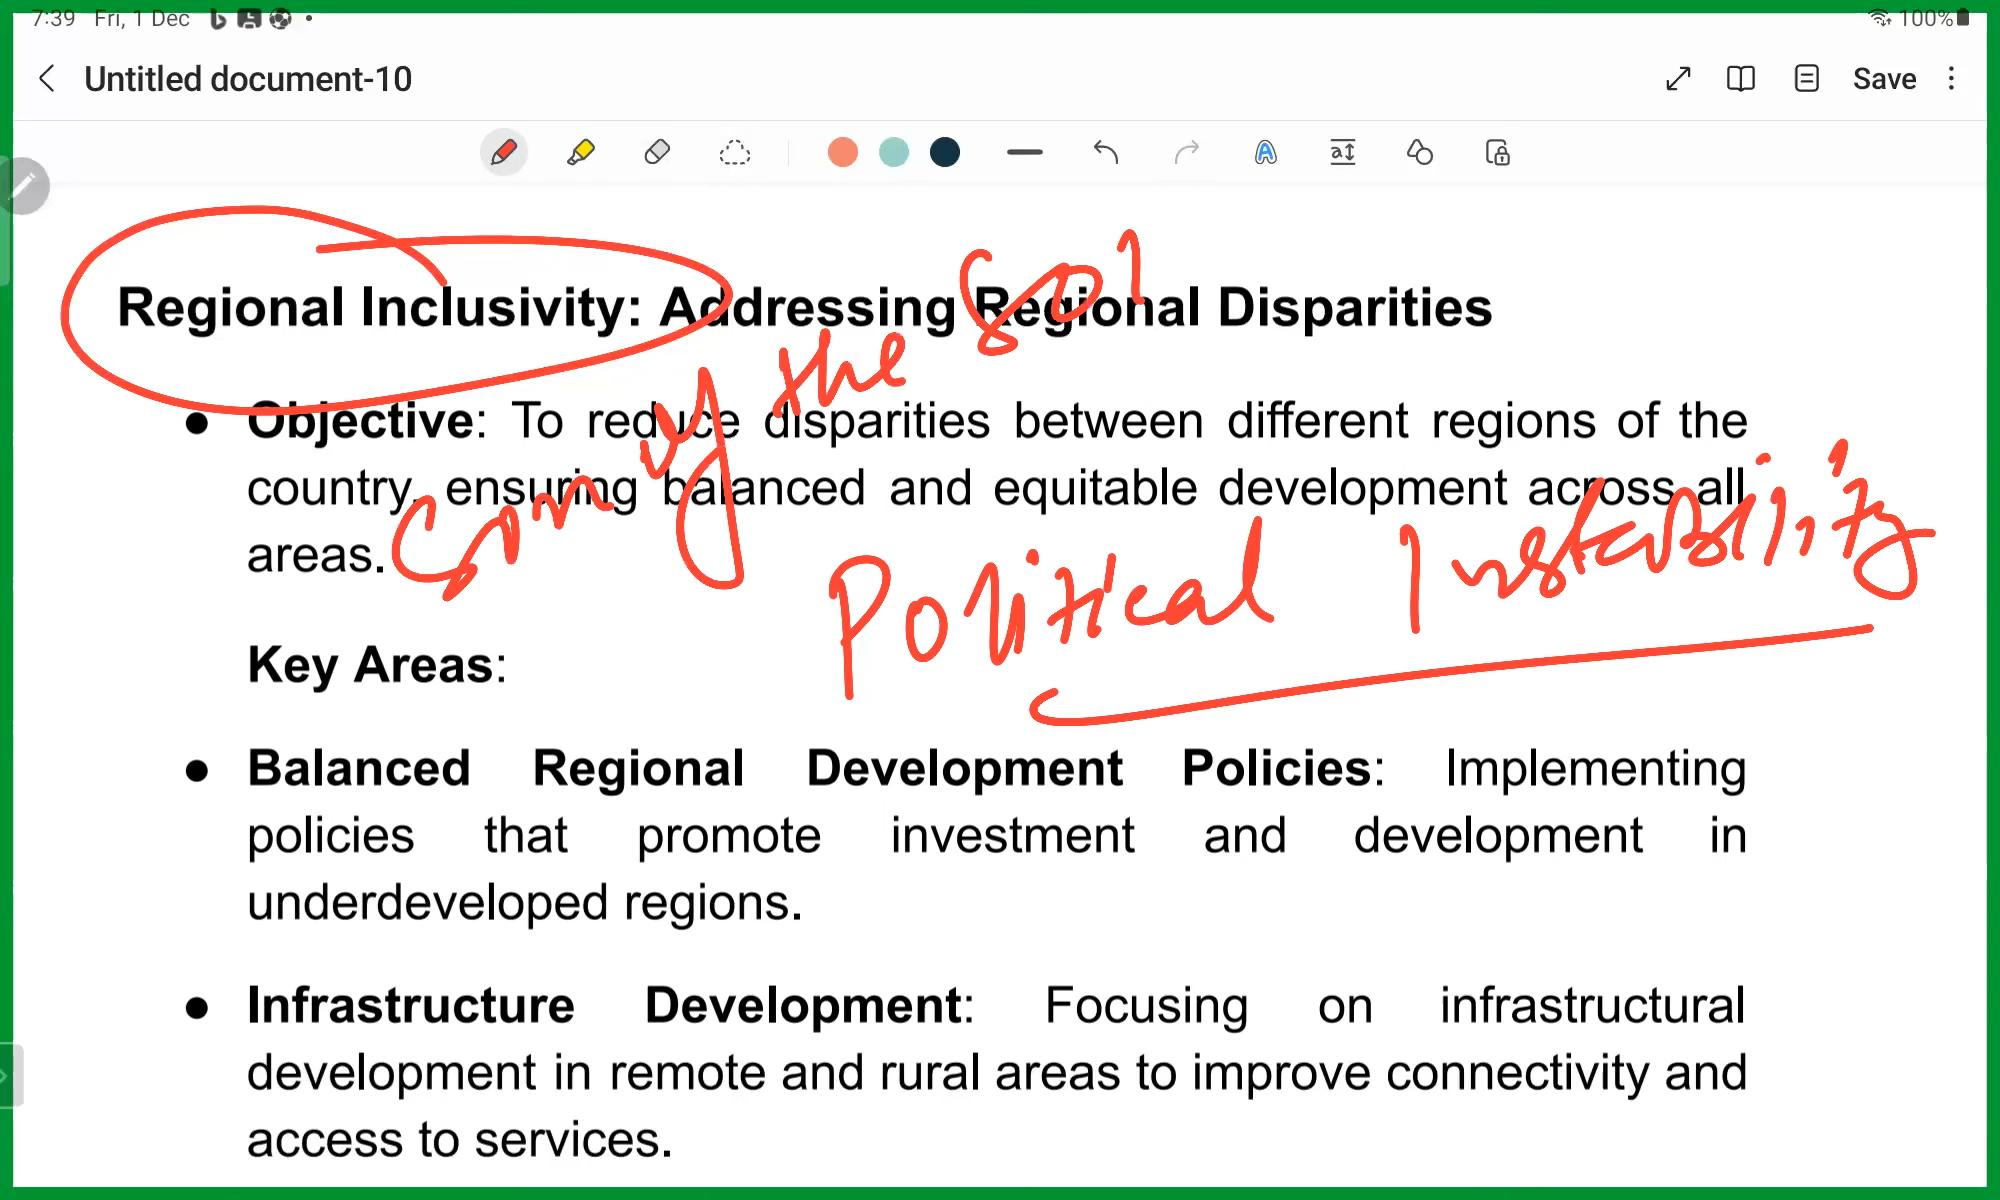 7:39 Fri, 1 Dec
100%
Untitled document-10
Save
Regional Inclusivity: Addressing Regional Disparities
the
● Objective: To reduce disparities between different regions of the
country, ensuring balanced and equitable development across all
areas.
Political Instability
Key Areas:
● Balanced Regional Development Policies: Implementing
policies that promote investment and development in
underdeveloped regions.
● Infrastructure Development: Focusing on infrastructural
development in remote and rural areas to improve connectivity and
access to services.